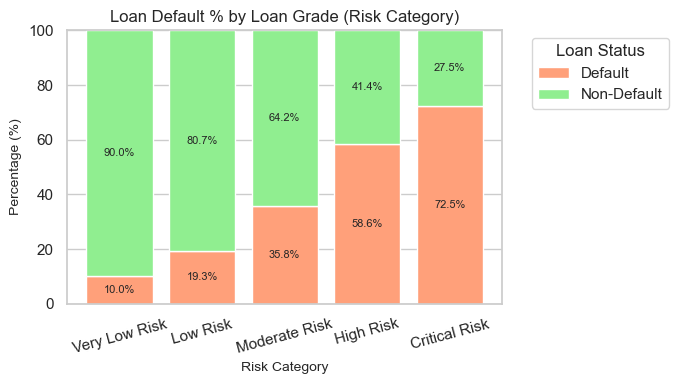 Loan Default % by Loan Grade (Risk Category)
Percentage (%)
100
80
60
40
20
0
90.0%
10.0%
80.7%
19.3%
64.2%
35.8%
41.4%
58.6%
27.5%
72.5%
Very Low Risk
Low Risk
Moderate Risk
High Risk
Critical Risk
Risk Category
Loan Status
Default
Non-Default